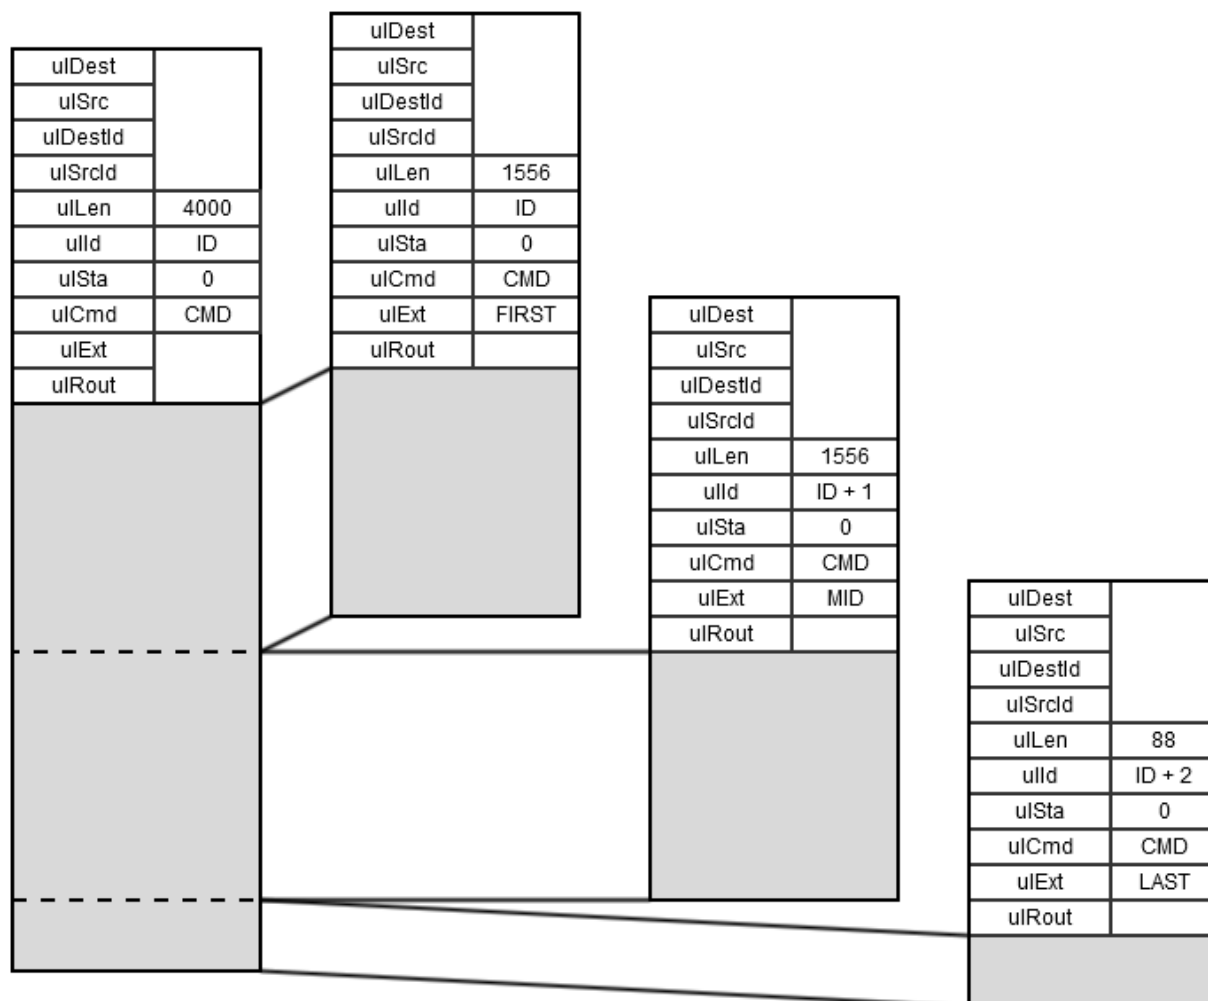 ulDest
ulSrc
ulDestId
ulSrcId
ulLen 4000
ulId ID
ulSta 0
ulCmd CMD
ulExt
ulRout
ulDest
ulSrc
ulDestId
ulSrcId
ulLen 1556
ulId ID
ulSta 0
ulCmd CMD
ulExt FIRST
ulRout
ulDest
ulSrc
ulDestId
ulSrcId
ulLen 1556
ulId ID + 1
ulSta 0
ulCmd CMD
ulExt MID
ulRout
ulDest
ulSrc
ulDestId
ulSrcId
ulLen 88
ulId ID + 2
ulSta 0
ulCmd CMD
ulExt LAST
ulRout